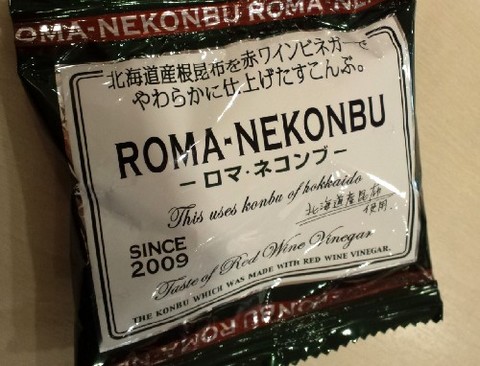 OMA-NEKONBU ROMA-NEK
北海道産根昆布を赤ワインビネガーで
やわらかに仕上げたすこんぶ。
ROMA-NEKONBU
-ロマ・ネコンブ-
This uses konbu of hokkaido
北海道産昆布
使用
SINCE
2009
Taste of Red Wine Vinegar
THE KONBU WHICH WAS MADE WITH RED WINE VINEGAR.
ROMA-NE